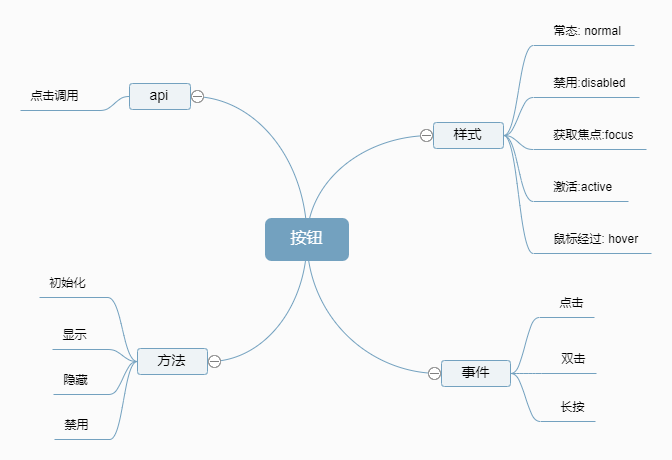 按钮
样式
常态: normal
禁用:disabled
获取焦点:focus
激活:active
鼠标经过: hover
事件
点击
双击
长按
api
点击调用
方法
初始化
显示
隐藏
禁用